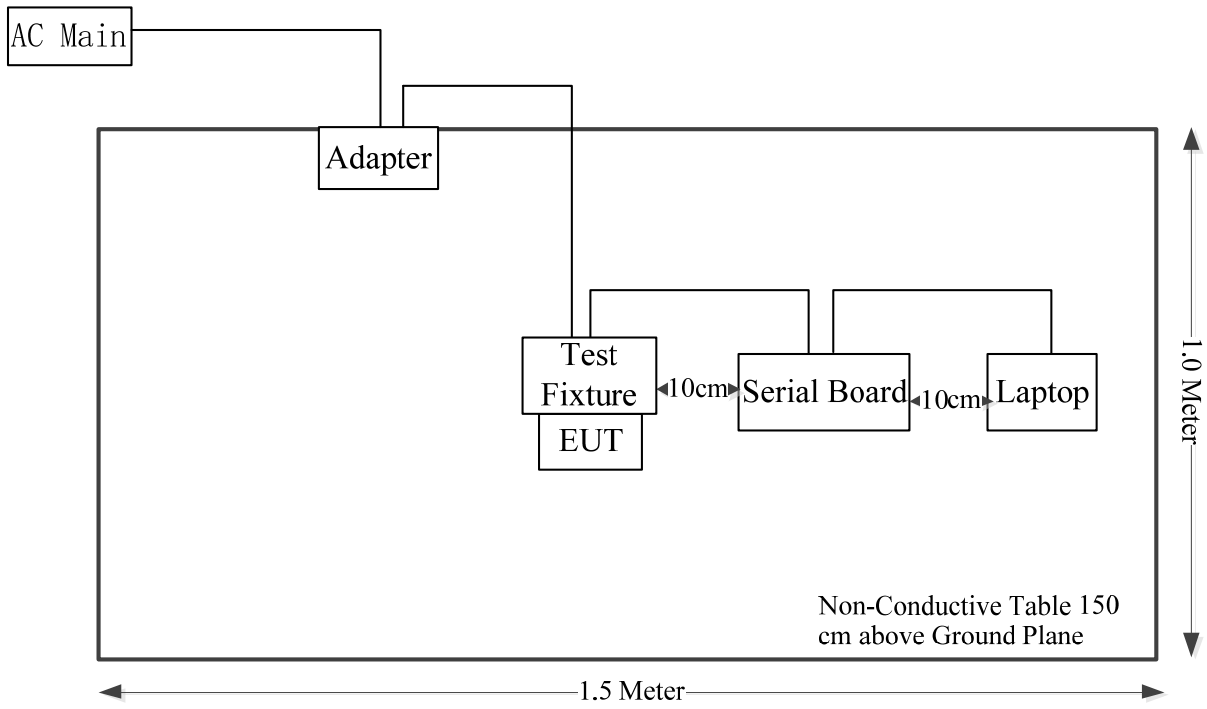 AC Main
Adapter
Test
Fixture
10cm
Serial Board
10cm
Laptop
EUT
1.0 Meter
Non-Conductive Table 150
cm above Ground Plane
1.5 Meter